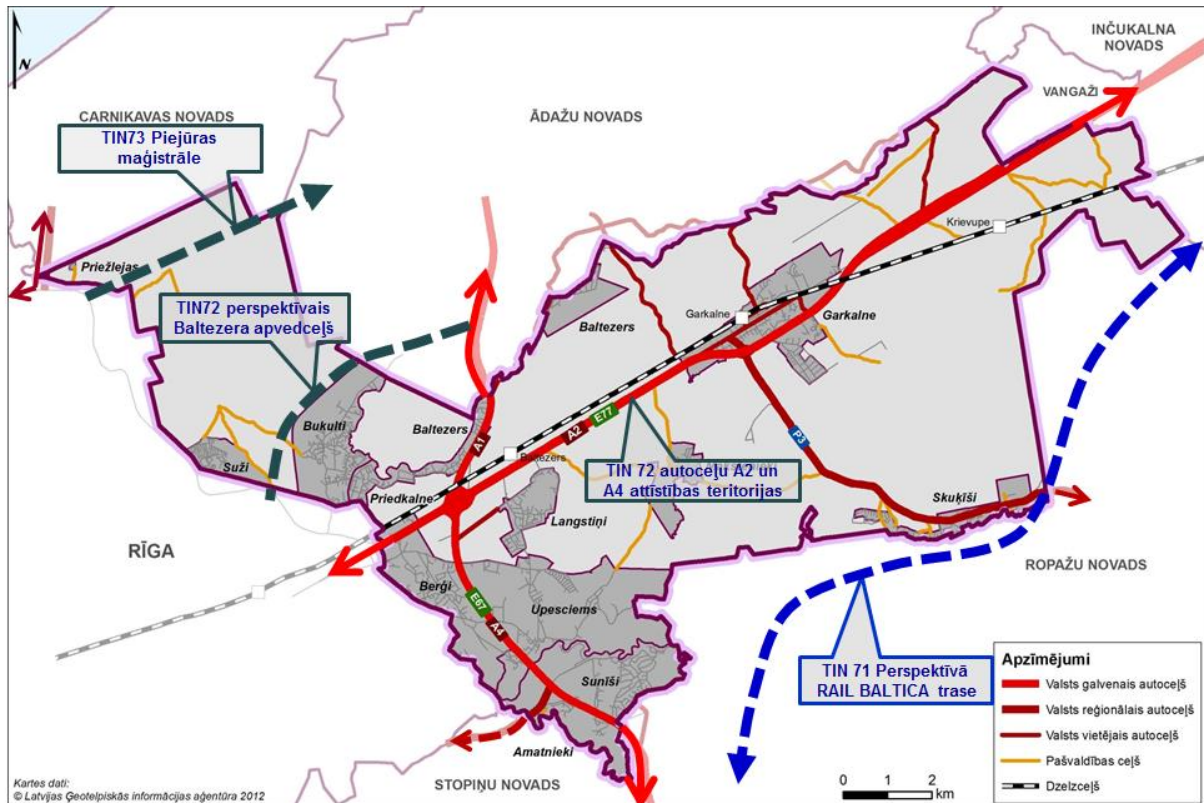 INČUKALNA
NOVADS
VANGAŽI
CARNIKAVAS NOVADS
ĀDAŽU NOVADS
N
TIN73 Piejūras
maģistrāle
Krievupe
Priežlejas
TIN72 perspektīvais
Baltezera apvedceļš
Baltezers
Garkalne
Garkalne
E77
A2
P3
Bukulti
Baltezers
A1
Suži
TIN 72 autoceļu A2 un
A4 attīstības teritorijas
Priedkalne
Langstiņi
Skuķīši
RĪGA
ROPAŽU NOVADS
Berģi
E67
A4
Upesciems
Sunīši
TIN 71 Perspektīvā
RAIL BALTICA trase
Amatnieki
STOPIŅU NOVADS
Apzīmējumi
Valsts galvenais autoceļš
Valsts reģionālais autoceļš
Valsts vietējais autoceļš
Pašvaldības ceļš
Dzelzceļš
0 1 2
km
Kartes dati:
© Latvijas Ģeotelpiskās informācijas aģentūra 2012